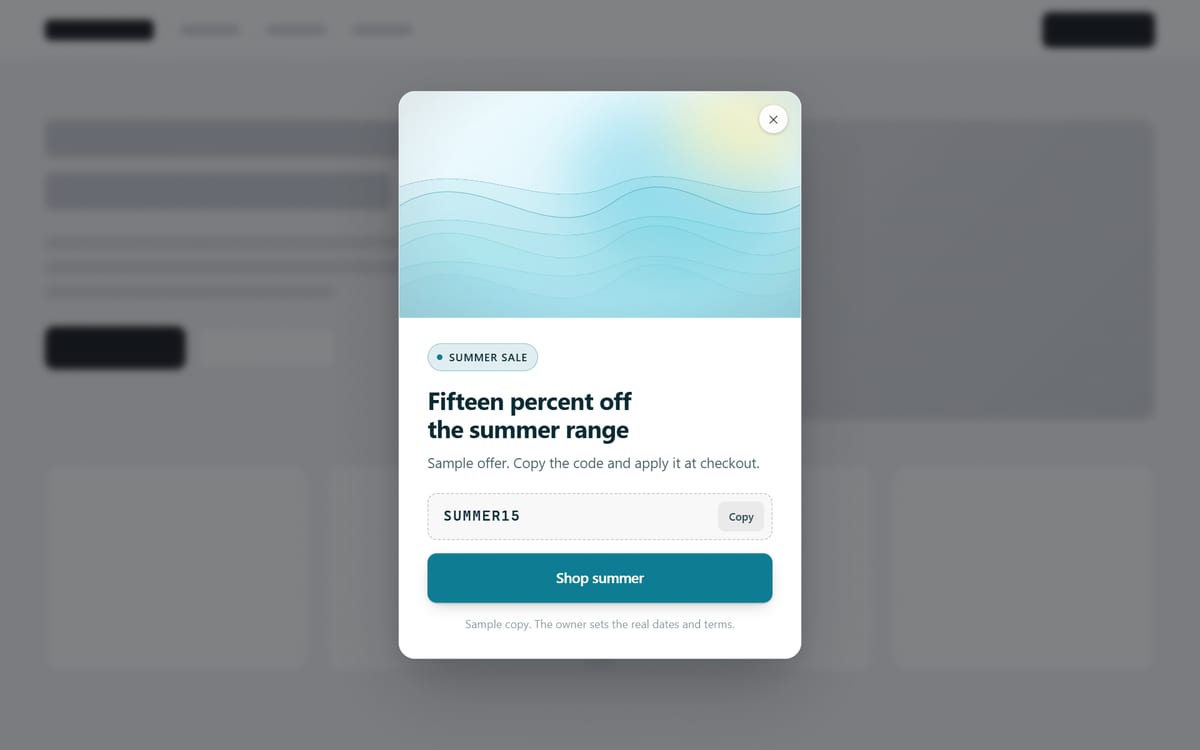 SUMMER SALE
Fifteen percent off
the summer range
Sample offer. Copy the code and apply it at checkout.
SUMMER15
Copy
Shop summer
Sample copy. The owner sets the real dates and terms.